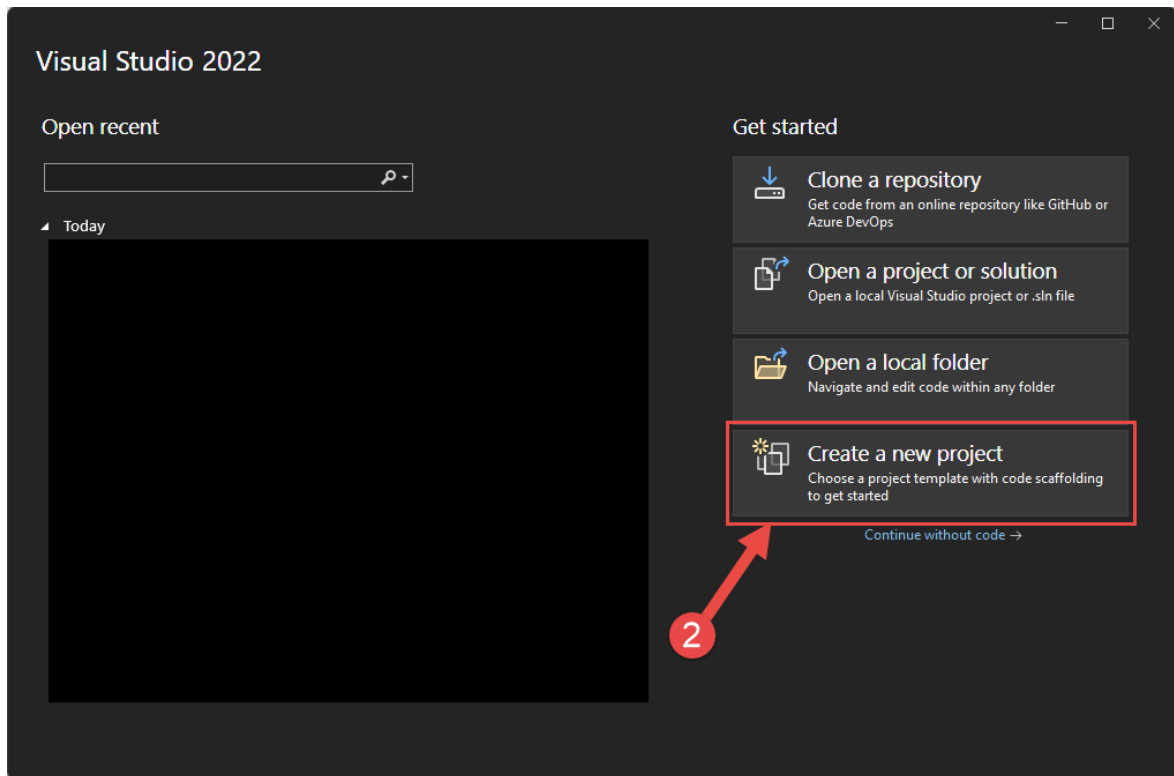 Visual Studio 2022
Open recent
Today
Get started
Clone a repository
Get code from an online repository like GitHub or
Azure DevOps
Open a project or solution
Open a local Visual Studio project or .sln file
Open a local folder
Navigate and edit code within any folder
Create a new project
Choose a project template with code scaffolding
to get started
Continue without code →
2